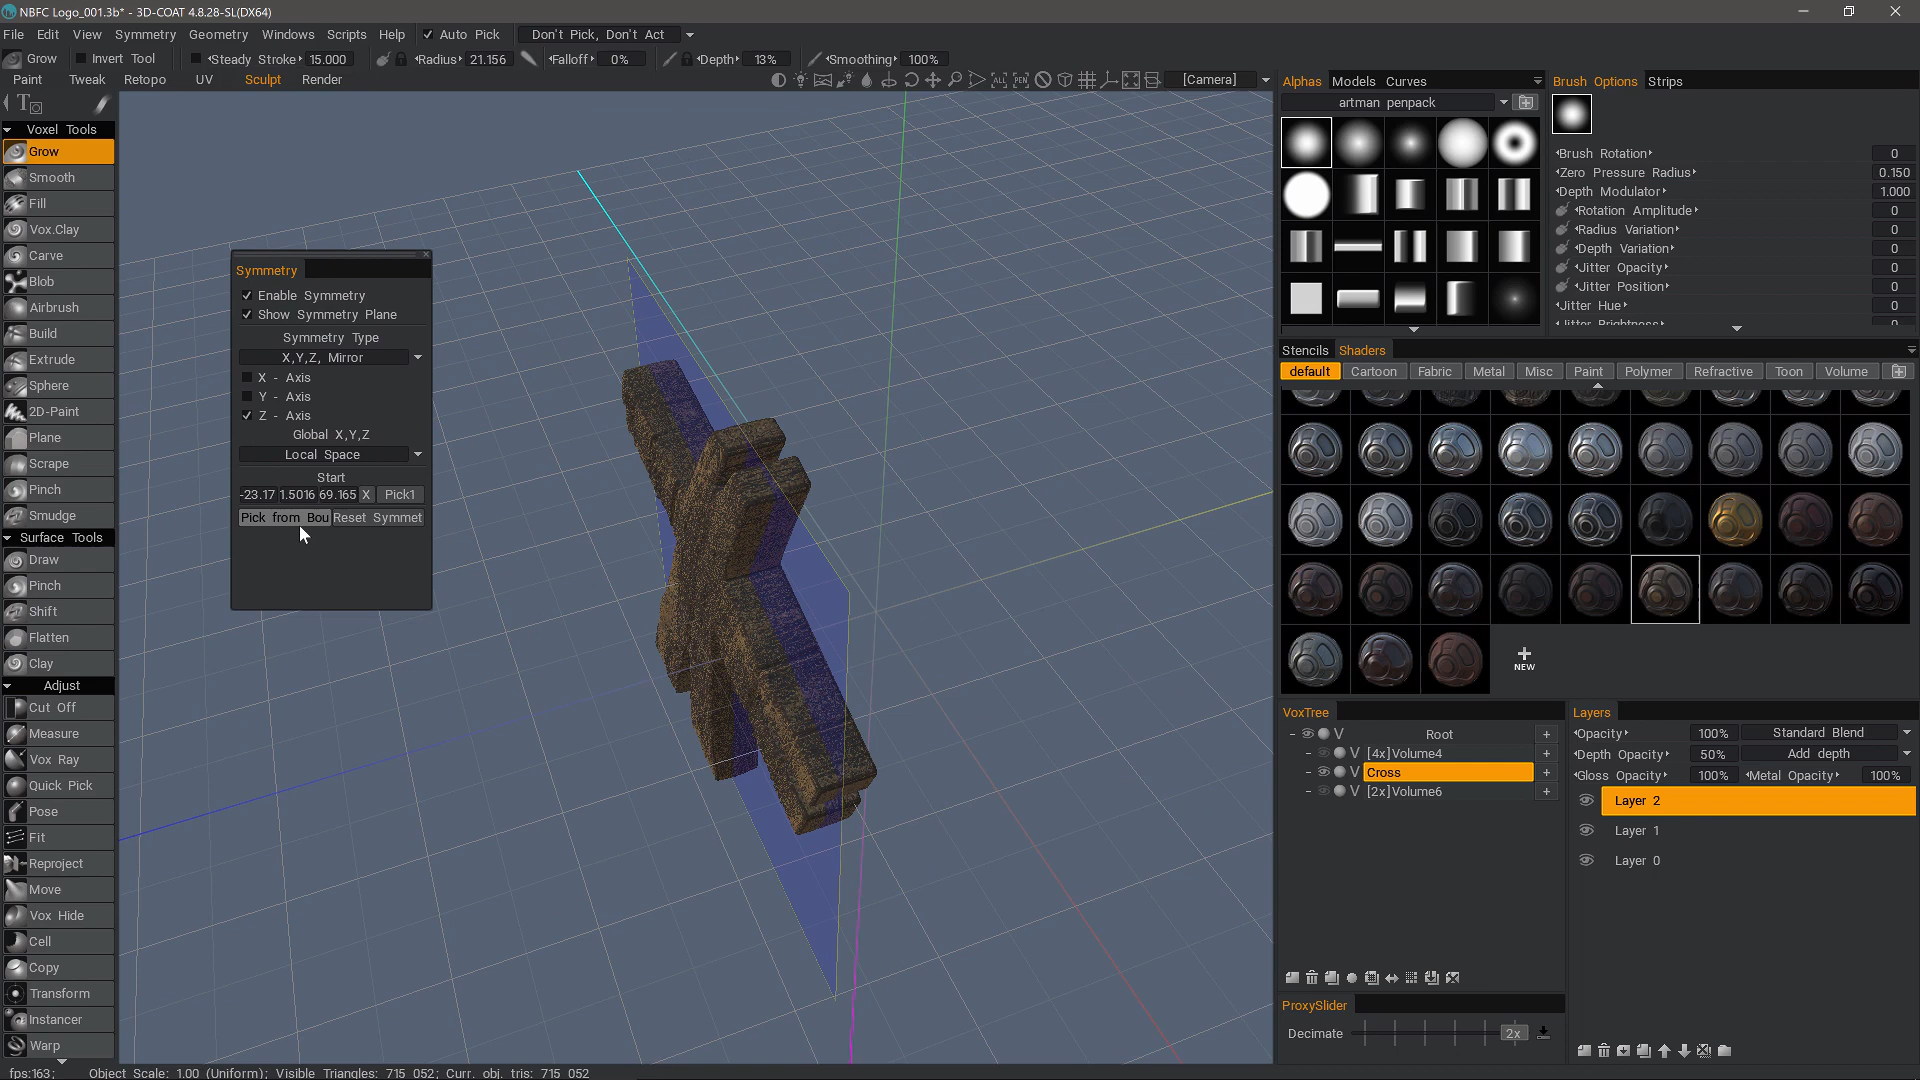 NBFC Logo_001.3b* - 3D-COAT 4.8.28-SL(DX64)
File Edit View Symmetry Geometry Windows Scripts Help Auto Pick Don't Pick, Don't Act
Grow Invert Tool Steady Stroke 15.000 Radius 21.156 Falloff 0% Depth 13% Smoothing 100%
Paint Tweak Retopo UV Sculpt Render [Camera]
Voxel Tools
Grow
Smooth
Fill
Vox.Clay
Carve
Blob
Airbrush
Build
Extrude
Sphere
2D-Paint
Plane
Scrape
Pinch
Smudge
Surface Tools
Draw
Pinch
Shift
Flatten
Clay
Adjust
Cut Off
Measure
Vox Ray
Quick Pick
Pose
Fit
Reproject
Move
Vox Hide
Cell
Copy
Transform
Instancer
Warp
Symmetry
Enable Symmetry
Show Symmetry Plane
Symmetry Type
X,Y,Z, Mirror
X - Axis
Y - Axis
Z - Axis
Global X,Y,Z
Local Space
Start
-23.17 1.5016 69.165 X Pick1
Pick from Bou Reset Symmet
Alphas Models Curves
artman penpack
Brush Options Strips
Brush Rotation 0
Zero Pressure Radius 0.150
Depth Modulator 1.000
Rotation Amplitude 0
Radius Variation 0
Depth Variation 0
Jitter Opacity 0
Jitter Position 0
Jitter Hue 0
Jitter Brightness 0
Stencils Shaders
default Cartoon Fabric Metal Misc Paint Polymer Refractive Toon Volume
NEW
VoxTree
V Root +
V [4x]Volume4 +
V Cross +
V [2x]Volume6 +
Layers
Opacity 100% Standard Blend
Depth Opacity 50% Add depth
Gloss Opacity 100% Metal Opacity 100%
Layer 2
Layer 1
Layer 0
ProxySlider
Decimate 2x
fps:163; Object Scale: 1.00 (Uniform); Visible Triangles: 715 052; Curr. obj. tris: 715 052